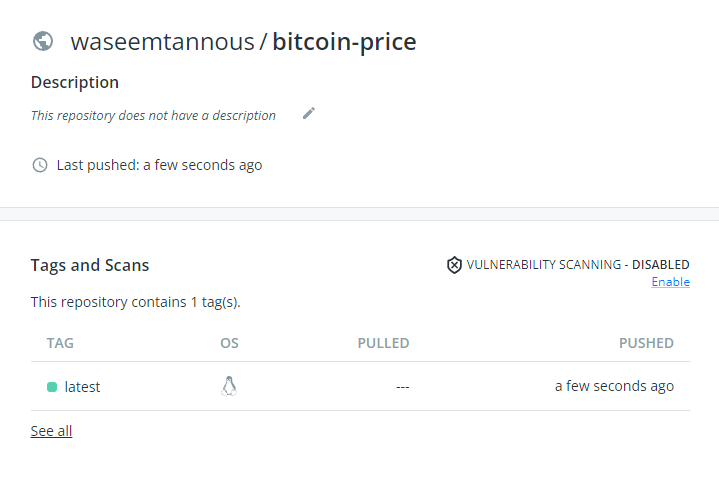 waseemtannous / bitcoin-price
Description
This repository does not have a description
Last pushed: a few seconds ago
Tags and Scans
VULNERABILITY SCANNING - DISABLED
Enable
This repository contains 1 tag(s).
TAG OS PULLED PUSHED
latest --- a few seconds ago
See all